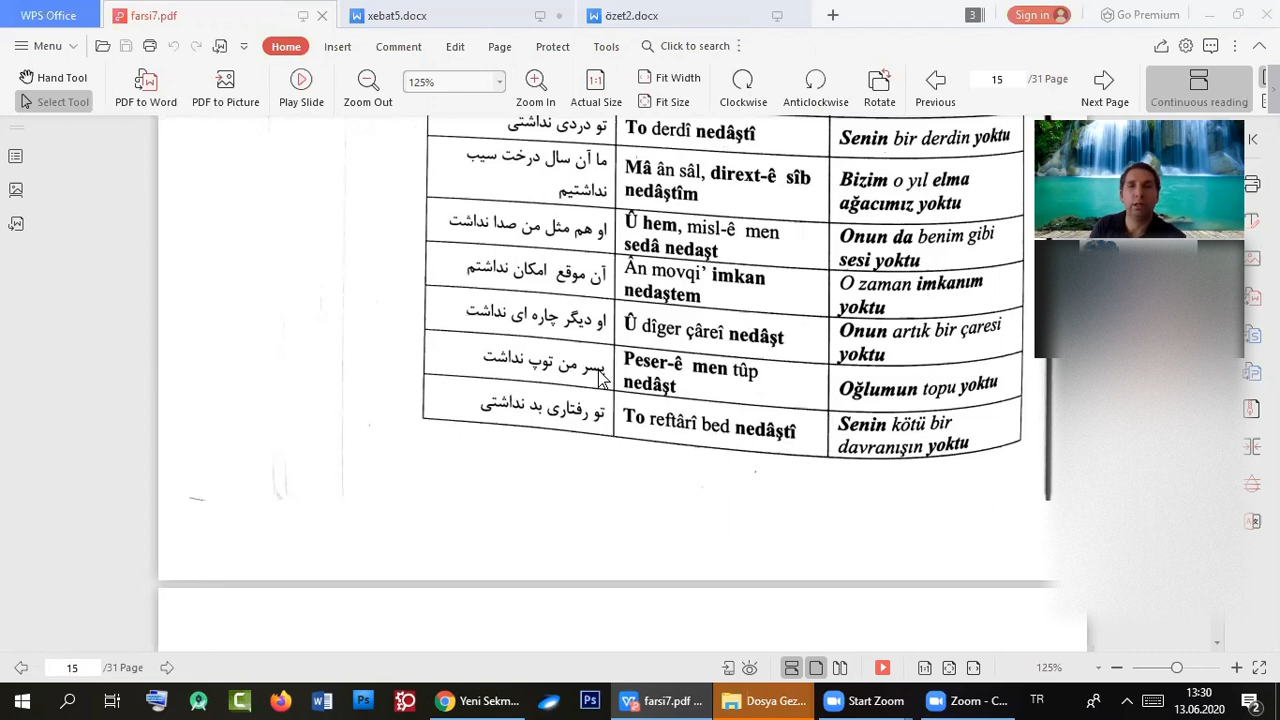 WPS Office
farsi7.pdf
xebat5.docx
özet2.docx
3
Sign in
Go Premium
Menu
Home
Insert
Comment
Edit
Page
Protect
Tools
Click to search
Hand Tool
Select Tool
PDF to Word
PDF to Picture
Play Slide
Zoom Out
125%
Zoom In
1:1
Actual Size
Fit Width
Fit Size
Clockwise
Anticlockwise
Rotate
Previous
15
/31 Page
Next Page
Continuous reading
تو دردی نداشتی
To derdî nedâştî
Senin bir derdin yoktu
ما آن سال درخت سیب
نداشتیم
Mâ ân sâl, dirext-ê sîb
nedâştîm
Bizim o yıl elma
ağacımız yoktu
او هم مثل من صدا نداشت
Û hem, misl-ê men
sedâ nedaşt
Onun da benim gibi
sesi yoktu
آن موقع امکان نداشتم
Ân movqi’ imkan
nedaştem
O zaman imkanım
yoktu
او دیگر چاره ای نداشت
Û dîger çâreî nedâşt
Onun artık bir çaresi
yoktu
پسر من توپ نداشت
Peser-ê men tûp
nedâşt
Oğlumun topu yoktu
تو رفتاری بد نداشتی
To reftârî bed nedâştî
Senin kötü bir
davranışın yoktu
15
/31 Page
125%
Yeni Sekm...
farsi7.pdf ...
Dosya Gez...
Start Zoom
Zoom - C...
TR
13:30
13.06.2020
2